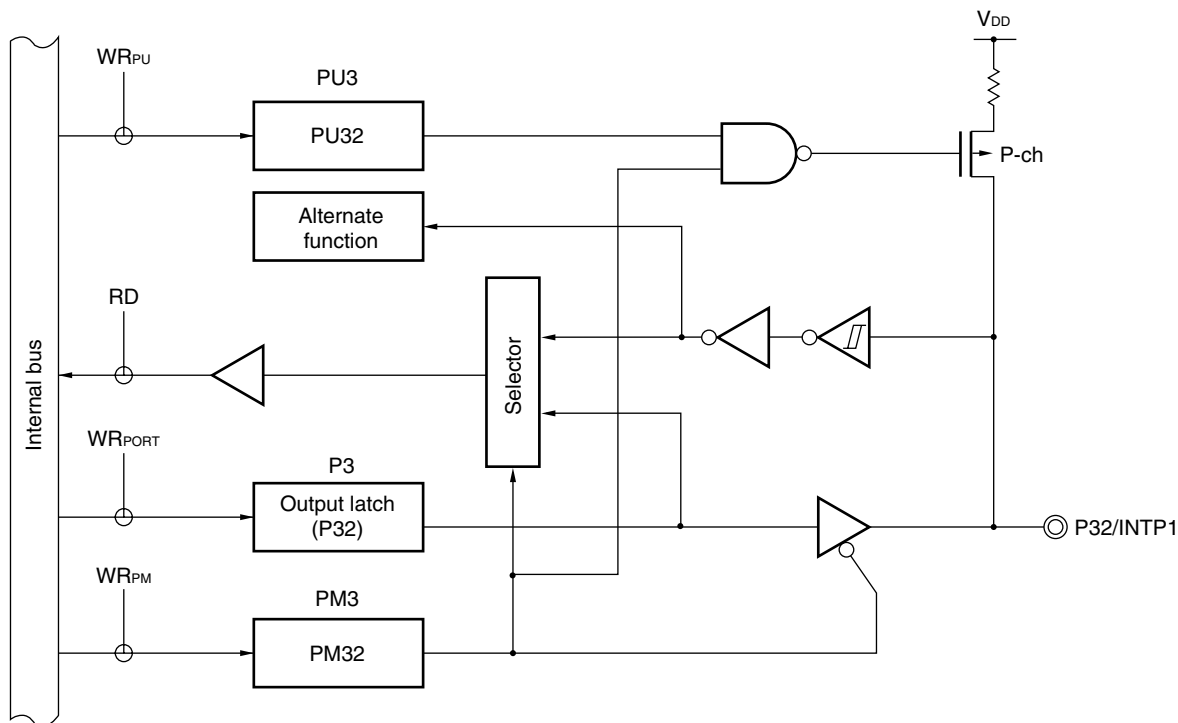 VDD
WRPU
PU3
PU32
P-ch
Alternate
function
RD
Selector
Internal bus
WRPORT
P3
Output latch
(P32)
P32/INTP1
WRPM
PM3
PM32